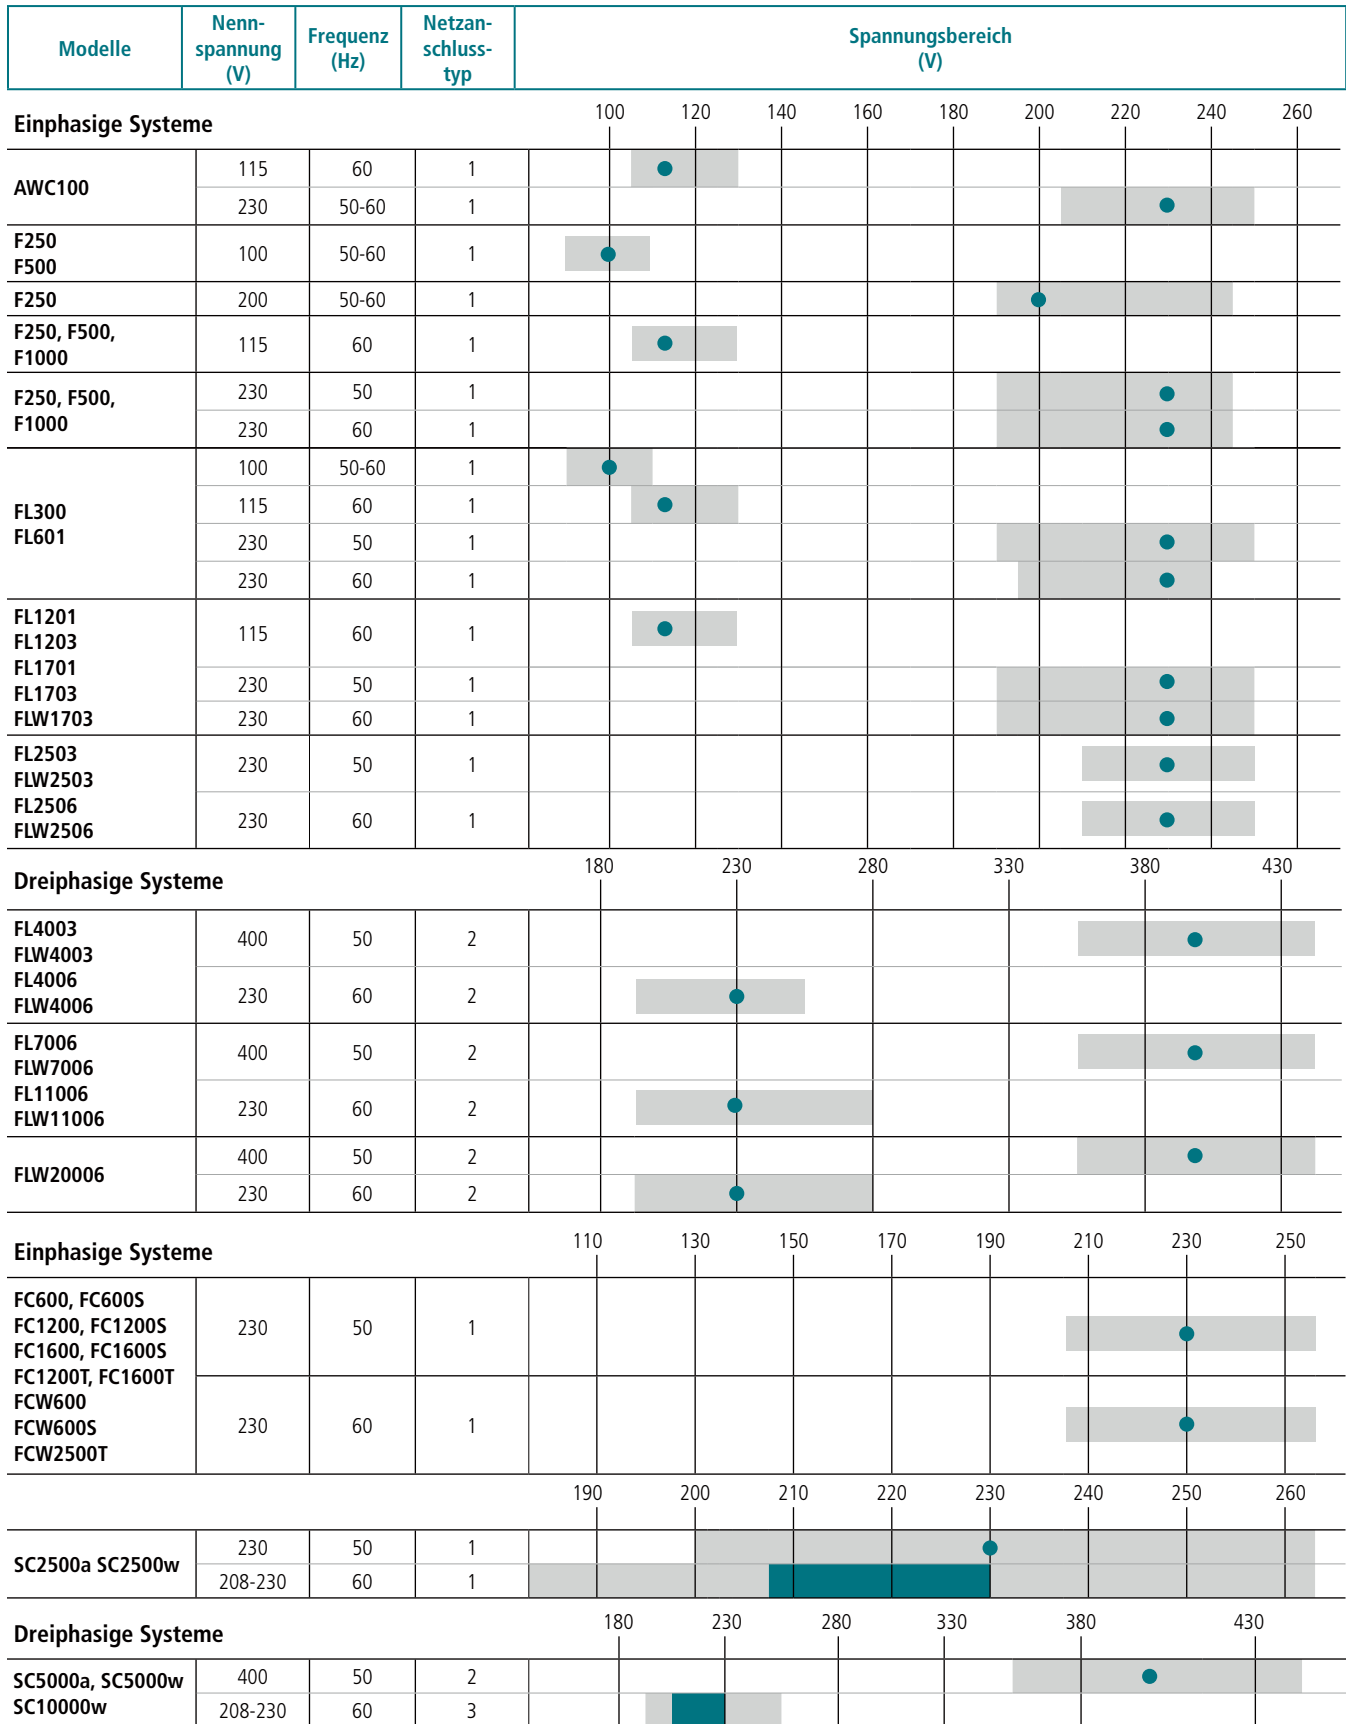 Modelle
Nenn-
spannung
(V)
Frequenz
(Hz)
Netzan-
schluss-
typ
Spannungsbereich
(V)
Einphasige Systeme
100 120 140 160 180 200 220 240 260
AWC100
115 60 1
230 50-60 1
F250
F500
100 50-60 1
F250 200 50-60 1
F250, F500,
F1000
115 60 1
F250, F500,
F1000
230 50 1
230 60 1
FL300
FL601
100 50-60 1
115 60 1
230 50 1
230 60 1
FL1201
FL1203
FL1701
FL1703
FLW1703
115 60 1
230 50 1
230 60 1
FL2503
FLW2503
FL2506
FLW2506
230 50 1
230 60 1
Dreiphasige Systeme
180 230 280 330 380 430
FL4003
FLW4003
FL4006
FLW4006
400 50 2
230 60 2
FL7006
FLW7006
FL11006
FLW11006
400 50 2
230 60 2
FLW20006
400 50 2
230 60 2
Einphasige Systeme
110 130 150 170 190 210 230 250
FC600, FC600S
FC1200, FC1200S
FC1600, FC1600S
FC1200T, FC1600T
FCW600
FCW600S
FCW2500T
230 50 1
230 60 1
190 200 210 220 230 240 250 260
SC2500a SC2500w
230 50 1
208-230 60 1
Dreiphasige Systeme
180 230 280 330 380 430
SC5000a, SC5000w
SC10000w
400 50 2
208-230 60 3